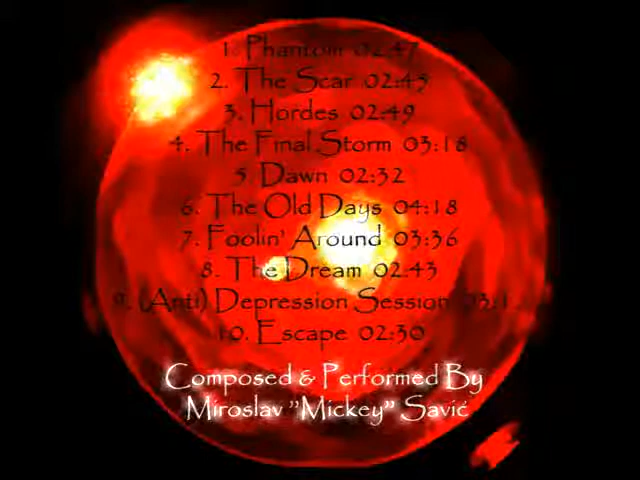 1. Phantom 02:47
2. The Scar 02:45
3. Hordes 02:49
4. The Final Storm 03:18
5. Dawn 02:32
6. The Old Days 04:18
7. Foolin' Around 03:36
8. The Dream 02:43
9. (Anti) Depression Session
10. Escape 02:30
Composed & Performed By
Miroslav "Mickey" Savić